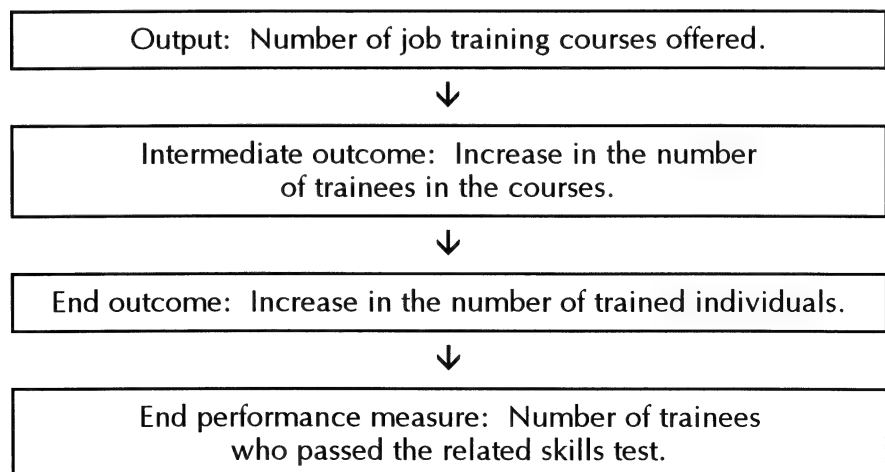 Output: Number of job training courses offered.
Intermediate outcome: Increase in the number
of trainees in the courses.
End outcome: Increase in the number of trained individuals.
End performance measure: Number of trainees
who passed the related skills test.